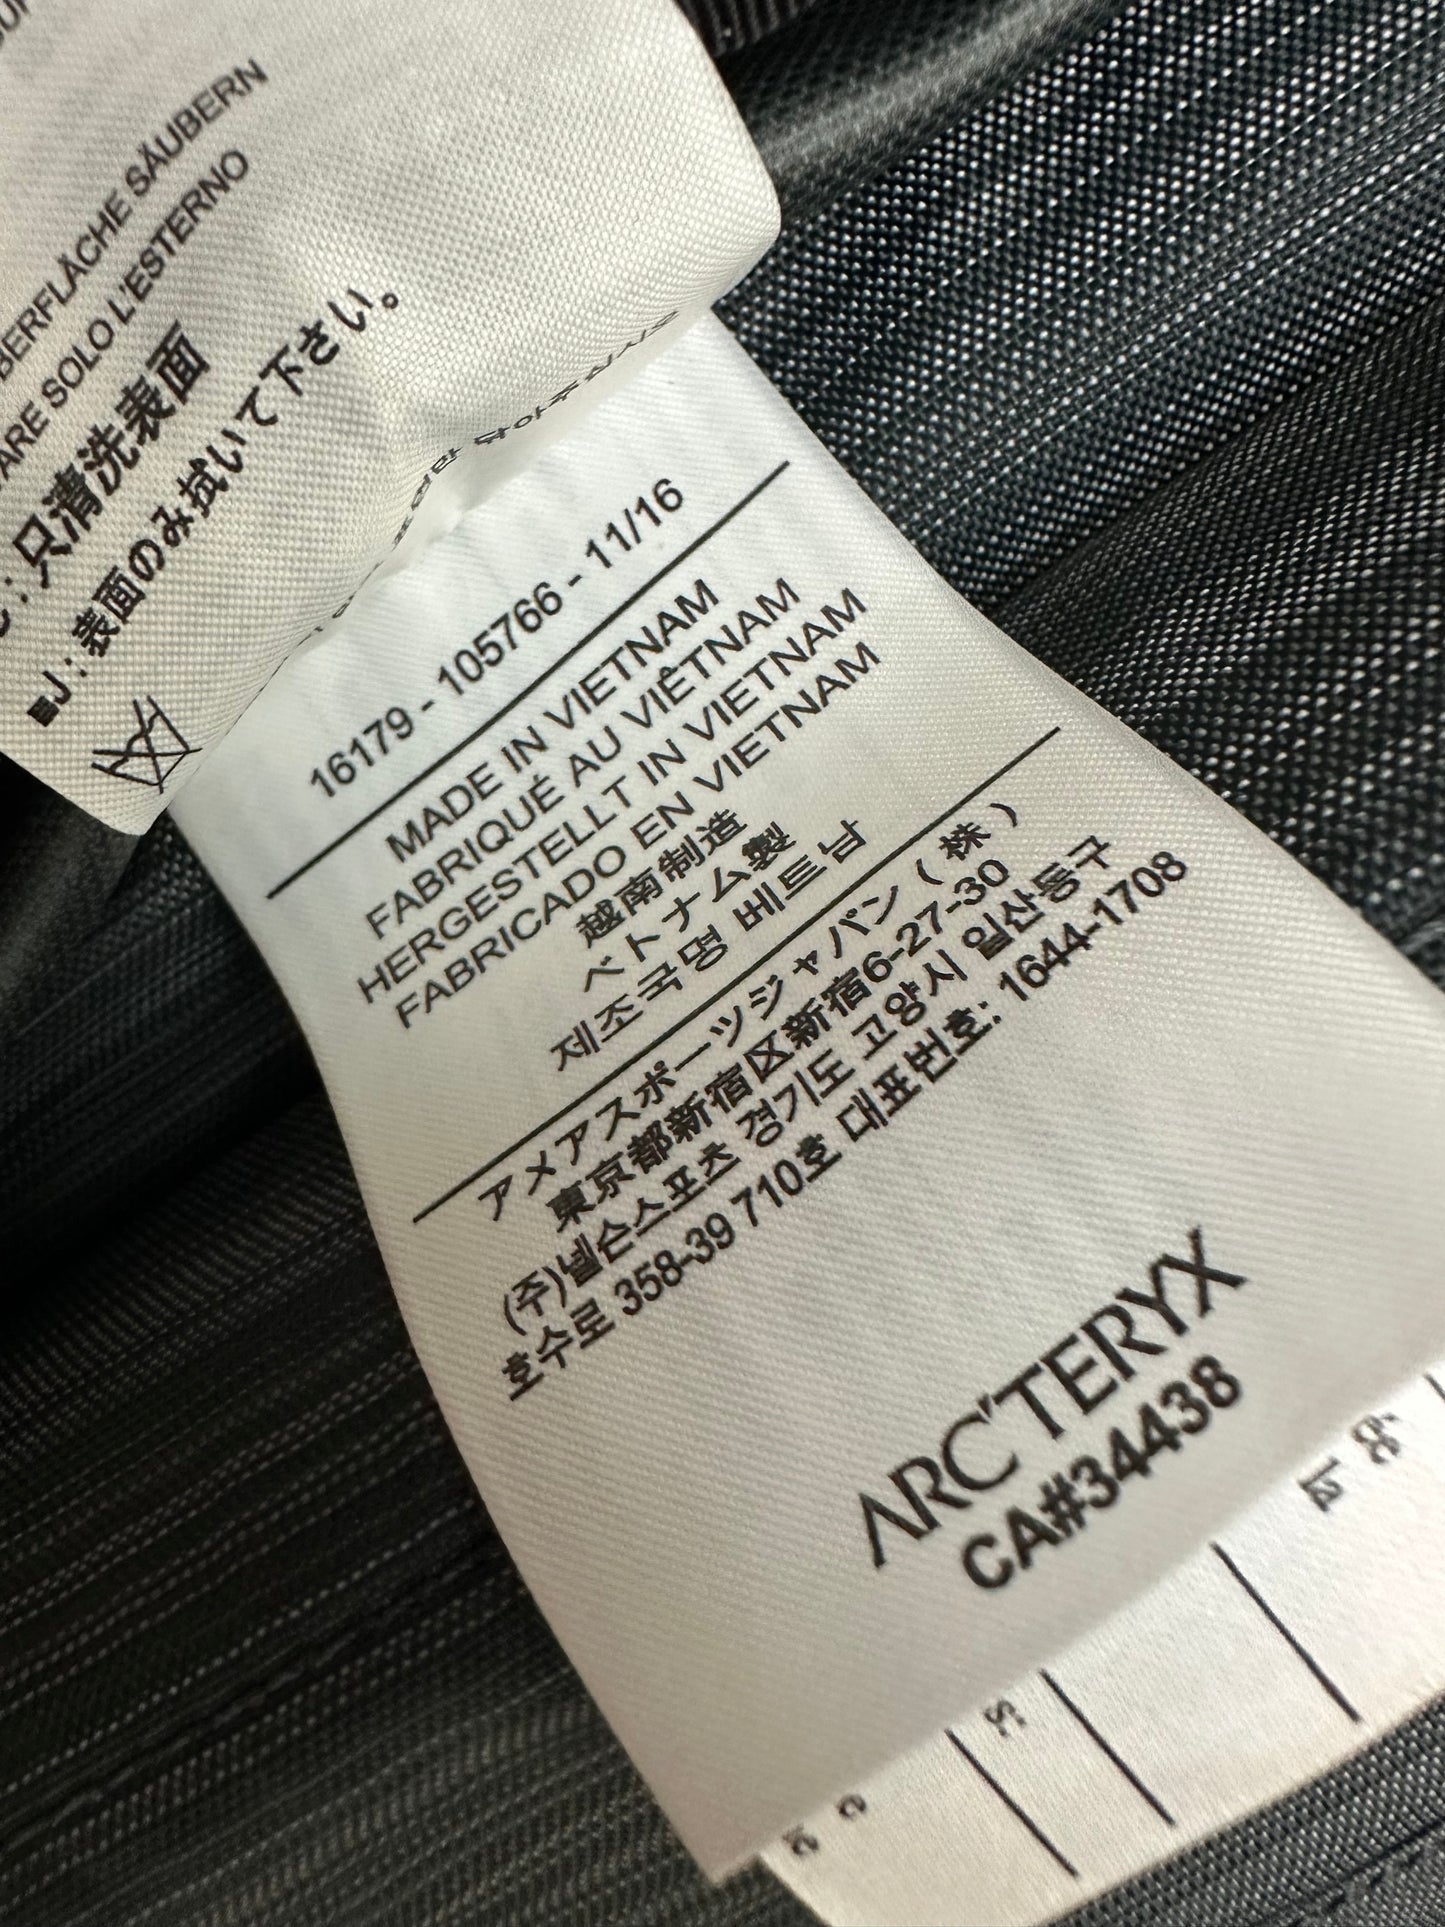 BERFLÄCHE SÄUBERN
ARE SOLO L'ESTERNO
: 只清洗表面
J : 表面のみ拭いて下さい。
16179 - 105766 - 11/16
MADE IN VIETNAM
FABRIQUÉ AU VIÊTNAM
HERGESTELLT IN VIETNAM
FABRICADO EN VIETNAM
越南制造
ベトナム製
제조국명 베트남
アメアスポーツジャパン（株）
東京都新宿区新宿6-27-30
(주)넬슨스포츠 경기도 고양시 일산동구
호수로 358-39 710호 대표번호: 1644-1708
ARC'TERYX
CA#34438